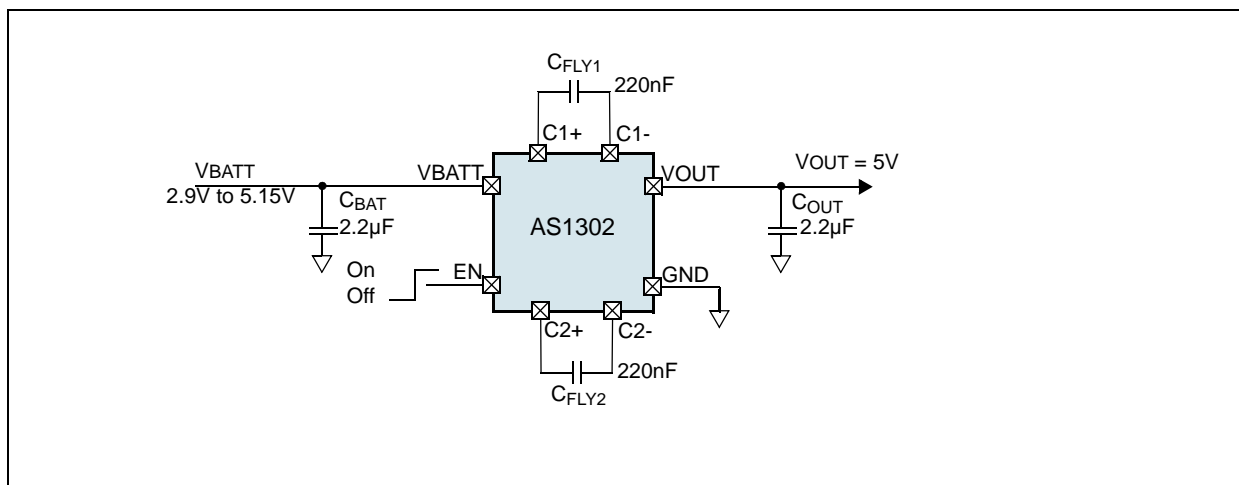 CFLY1
220nF
C1+ C1-
VBATT
2.9V to 5.15V
VBATT
VOUT
VOUT = 5V
CBAT
2.2µF
AS1302
COUT
2.2µF
On
Off
EN
GND
C2+ C2-
220nF
CFLY2